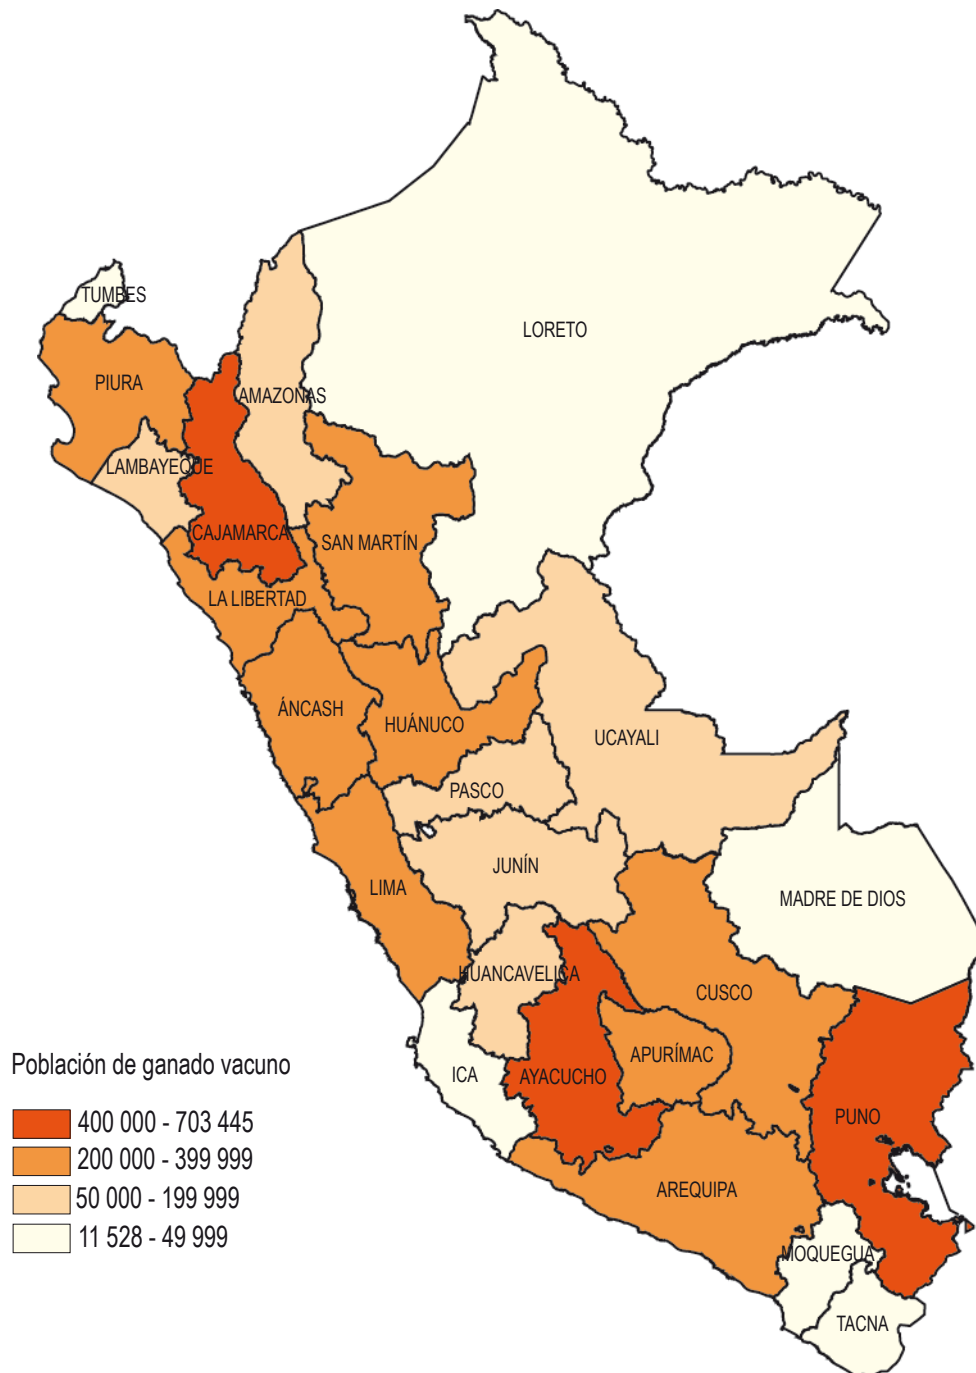 TUMBES
LORETO
PIURA
AMAZONAS
LAMBAYEQUE
CAJAMARCA
SAN MARTÍN
LA LIBERTAD
ÁNCASH
HUÁNUCO
UCAYALI
PASCO
JUNÍN
LIMA
MADRE DE DIOS
HUANCAVELICA
CUSCO
APURÍMAC
ICA
AYACUCHO
PUNO
AREQUIPA
MOQUEGUA
TACNA
Población de ganado vacuno
400 000 - 703 445
200 000 - 399 999
50 000 - 199 999
11 528 - 49 999